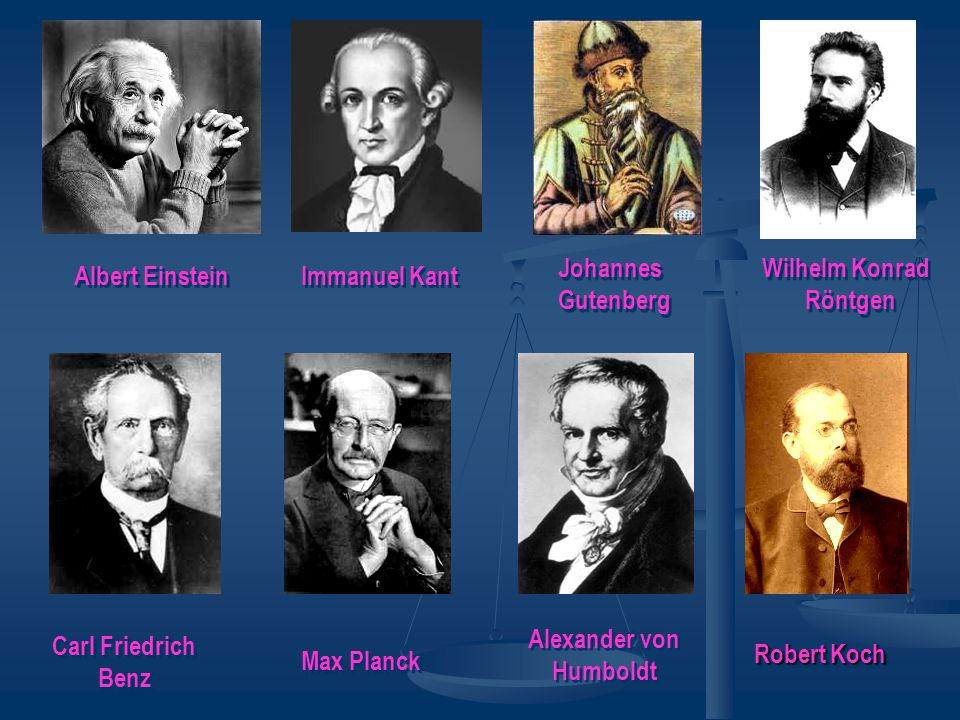 Albert Einstein
Immanuel Kant
Johannes
Gutenberg
Wilhelm Konrad
Röntgen
Carl Friedrich
Benz
Max Planck
Alexander von
Humboldt
Robert Koch